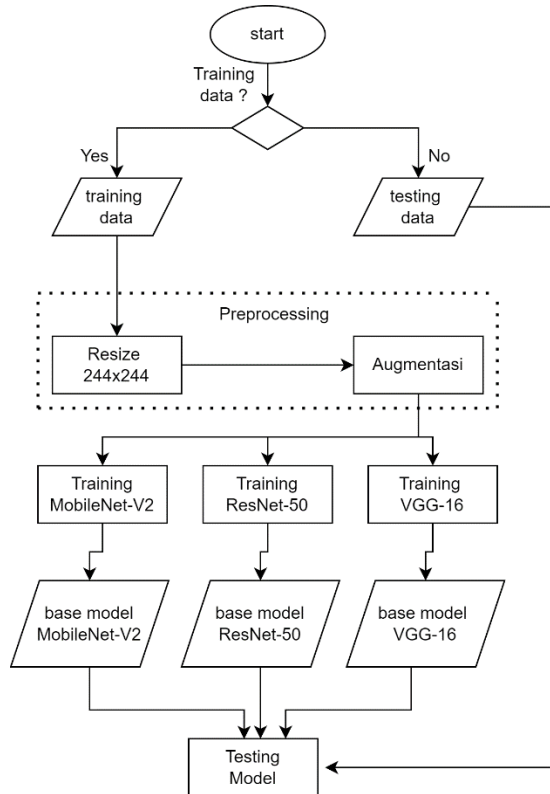 start
Training
data ?
Yes
No
training
data
testing
data
Preprocessing
Resize
244x244
Augmentasi
Training
MobileNet-V2
Training
ResNet-50
Training
VGG-16
base model
MobileNet-V2
base model
ResNet-50
base model
VGG-16
Testing
Model